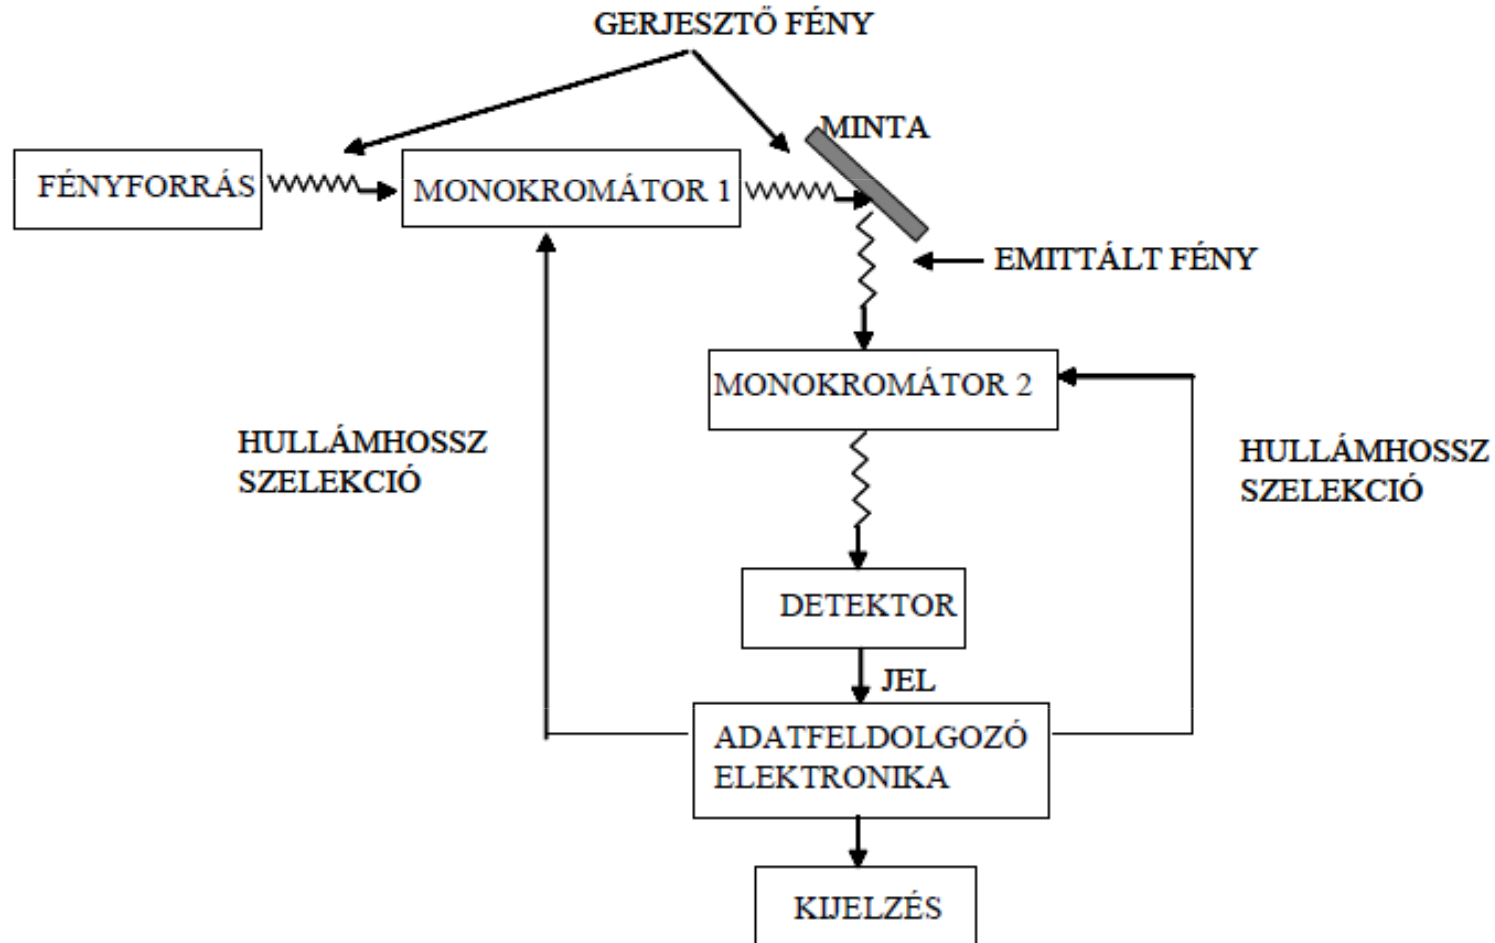 GERJESZTŐ FÉNY
MINTA
FÉNYFORRÁS
MONOKROMÁTOR 1
EMITTÁLT FÉNY
MONOKROMÁTOR 2
HULLÁMHOSSZ
SZELEKCIÓ
HULLÁMHOSSZ
SZELEKCIÓ
DETEKTOR
JEL
ADATFELDOLGOZÓ
ELEKTRONIKA
KIJELZÉS